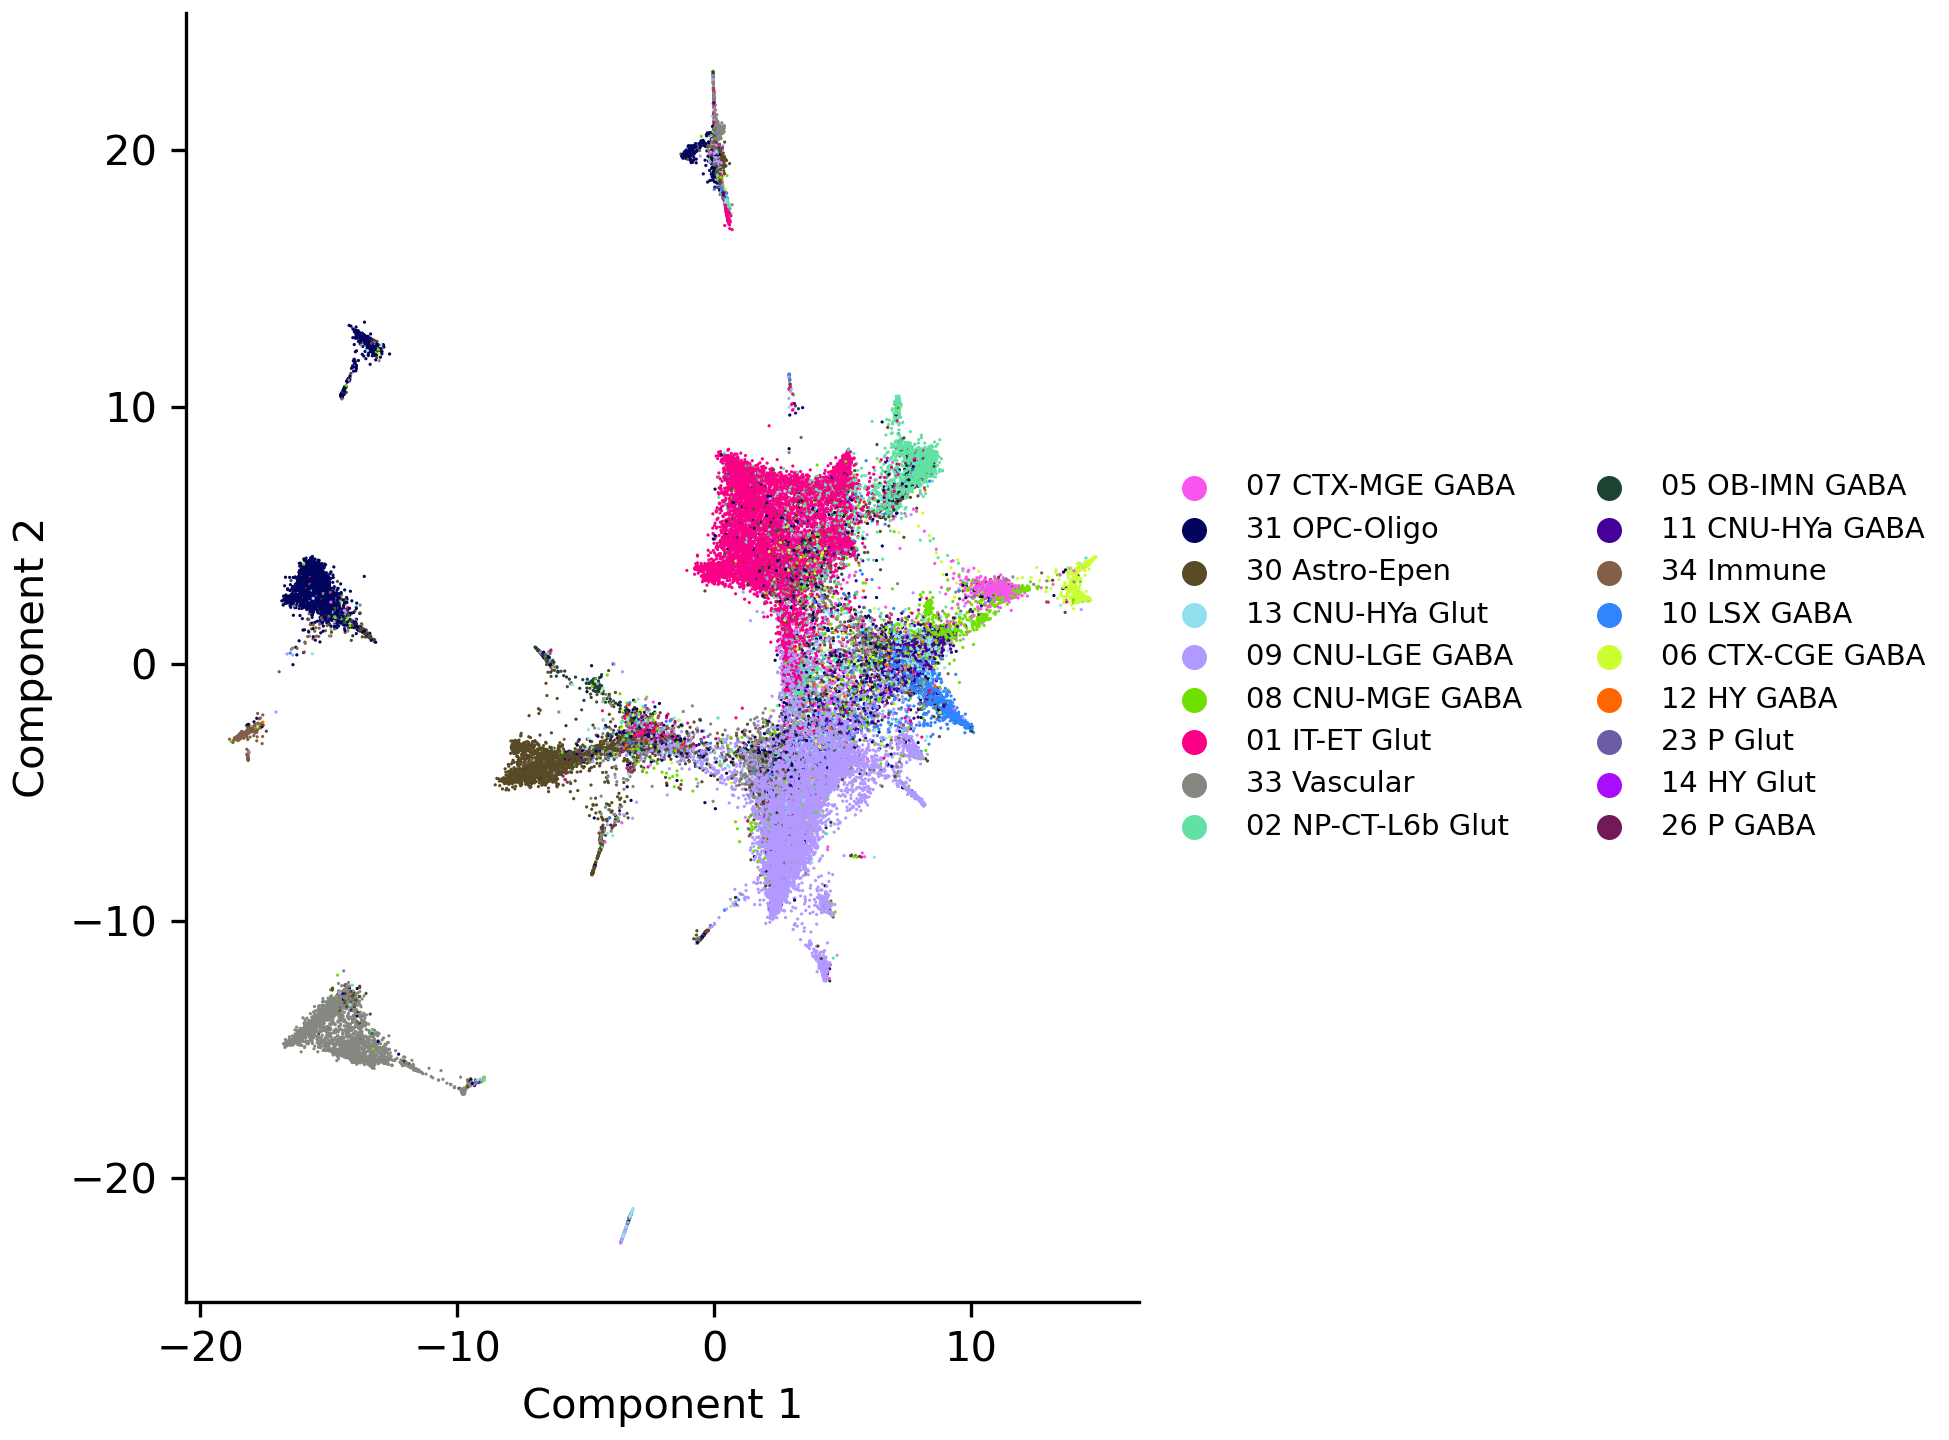 20
10
0
−10
−20
Component 2
−20
−10
0
10
Component 1
07 CTX-MGE GABA
31 OPC-Oligo
30 Astro-Epen
13 CNU-HYa Glut
09 CNU-LGE GABA
08 CNU-MGE GABA
01 IT-ET Glut
33 Vascular
02 NP-CT-L6b Glut
05 OB-IMN GABA
11 CNU-HYa GABA
34 Immune
10 LSX GABA
06 CTX-CGE GABA
12 HY GABA
23 P Glut
14 HY Glut
26 P GABA